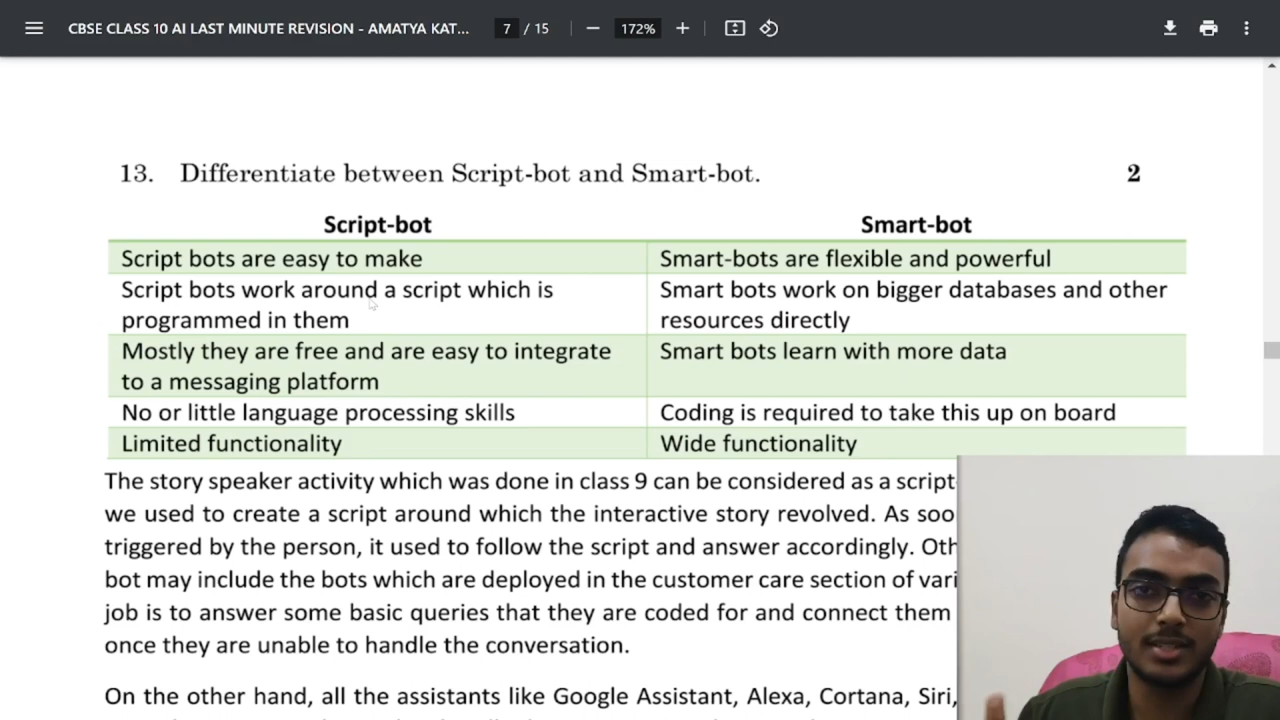 CBSE CLASS 10 AI LAST MINUTE REVISION - AMATYA KAT... 7 / 15 172%
13. Differentiate between Script-bot and Smart-bot. 2
Script-bot Smart-bot
Script bots are easy to make Smart-bots are flexible and powerful
Script bots work around a script which is Smart bots work on bigger databases and other
programmed in them resources directly
Mostly they are free and are easy to integrate Smart bots learn with more data
to a messaging platform
No or little language processing skills Coding is required to take this up on board
Limited functionality Wide functionality
The story speaker activity which was done in class 9 can be considered as a script-
we used to create a script around which the interactive story revolved. As soo
triggered by the person, it used to follow the script and answer accordingly. Oth
bot may include the bots which are deployed in the customer care section of vari
job is to answer some basic queries that they are coded for and connect them
once they are unable to handle the conversation.
On the other hand, all the assistants like Google Assistant, Alexa, Cortana, Siri,